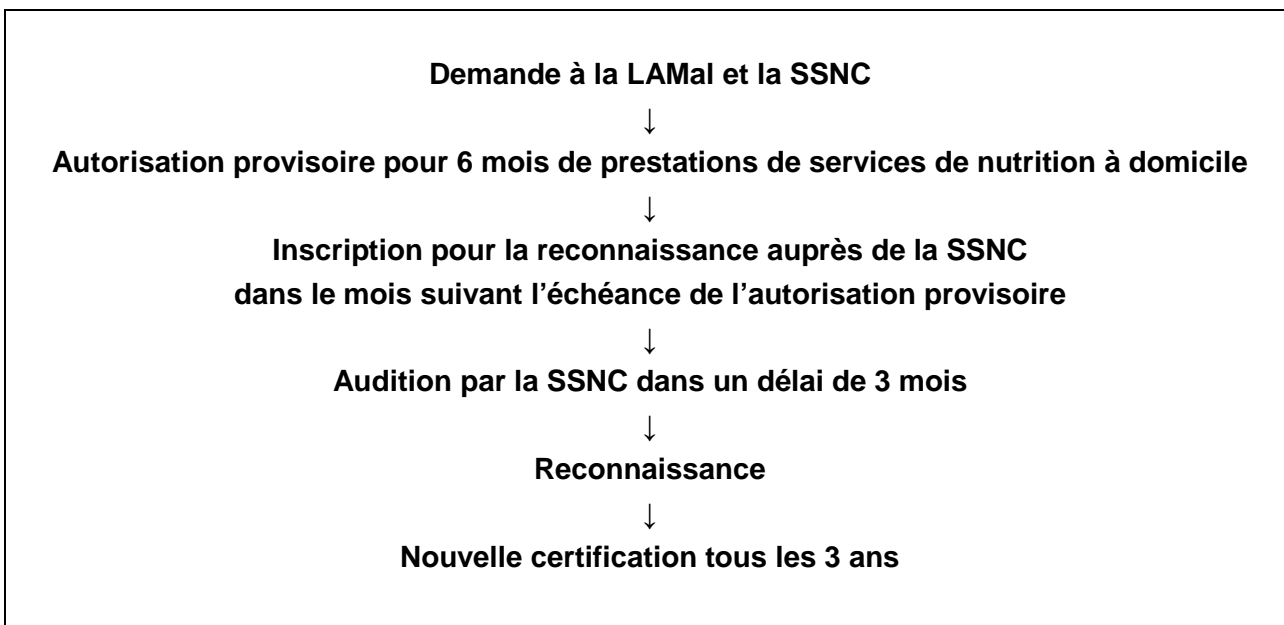 Demande à la LAMal et la SSNC
↓
Autorisation provisoire pour 6 mois de prestations de services de nutrition à domicile
↓
Inscription pour la reconnaissance auprès de la SSNC
dans le mois suivant l'échéance de l'autorisation provisoire
↓
Audition par la SSNC dans un délai de 3 mois
↓
Reconnaissance
↓
Nouvelle certification tous les 3 ans